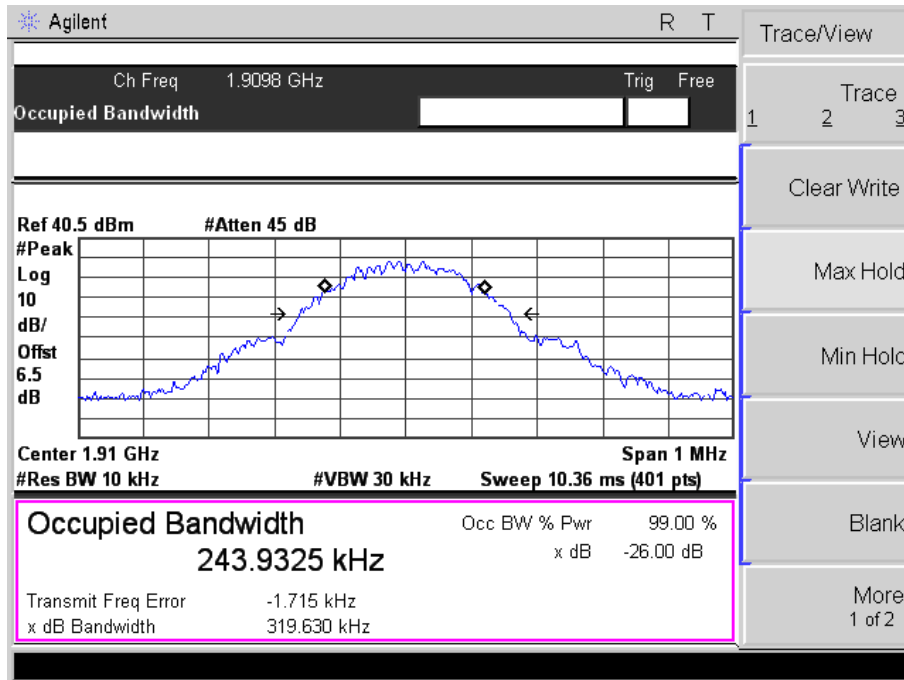 Agilent R T
Trace/View
Ch Freq 1.9098 GHz Trig Free
Occupied Bandwidth
Trace
1 2 3
Clear Write
Ref 40.5 dBm #Atten 45 dB
#Peak
Log
10
dB/
Offst
6.5
dB
Max Hold
Min Hold
View
Center 1.91 GHz Span 1 MHz
#Res BW 10 kHz #VBW 30 kHz Sweep 10.36 ms (401 pts)
Occupied Bandwidth Occ BW % Pwr 99.00 %
243.9325 kHz x dB -26.00 dB
Transmit Freq Error -1.715 kHz
x dB Bandwidth 319.630 kHz
Blank
More
1 of 2